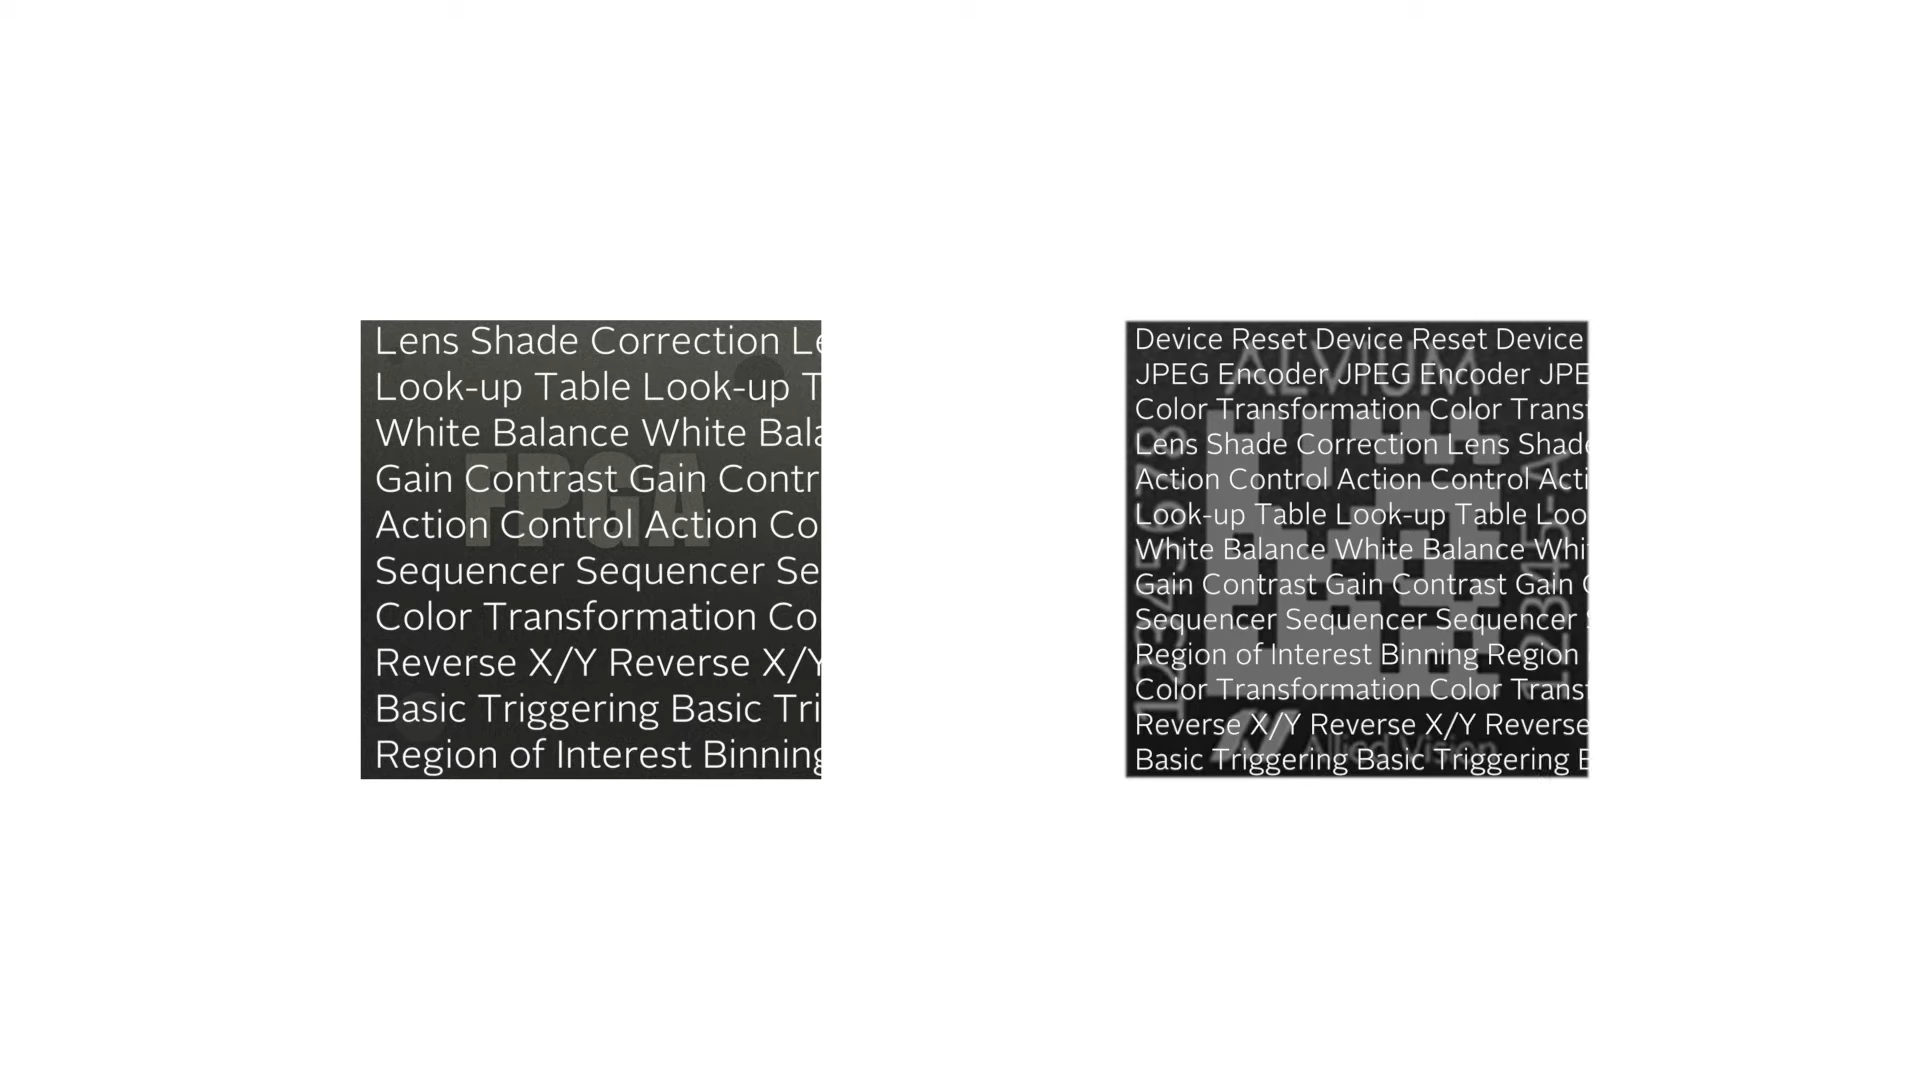 Lens Shade Correction Le
Look-up Table Look-up T
White Balance White Bala
Gain Contrast Gain Contr
Action Control Action Co
Sequencer Sequencer Se
Color Transformation Co
Reverse X/Y Reverse X/Y
Basic Triggering Basic Tri
Region of Interest Binning
FPGA
Device Reset Device Reset Device
JPEG Encoder JPEG Encoder JPE
Color Transformation Color Transf
Lens Shade Correction Lens Shade
Action Control Action Control Acti
Look-up Table Look-up Table Loo
White Balance White Balance Whi
Gain Contrast Gain Contrast Gain
Sequencer Sequencer Sequencer
Region of Interest Binning Region
Color Transformation Color Transf
Reverse X/Y Reverse X/Y Reverse
Basic Triggering Basic Triggering
ALVIUM
12345678
L2345-A
Allied Vision